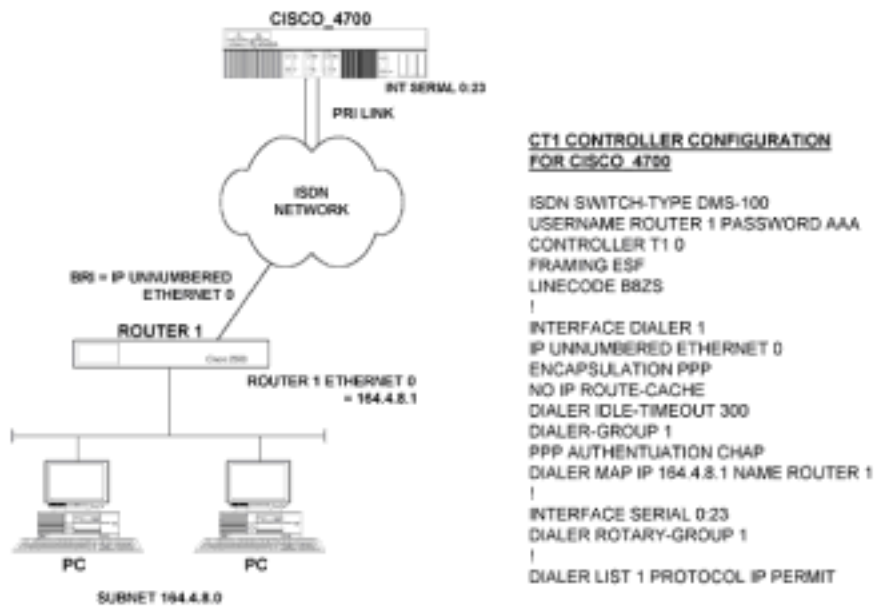 CISCO_4700
INT SERIAL 0:23
PRI LINK
ISDN
NETWORK
BRI = IP UNNUMBERED
ETHERNET 0
ROUTER 1
Cisco 2500
ROUTER 1 ETHERNET 0
= 164.4.8.1
PC
PC
SUBNET 164.4.8.0
CT1 CONTROLLER CONFIGURATION
FOR CISCO_4700
ISDN SWITCH-TYPE DMS-100
USERNAME ROUTER 1 PASSWORD AAA
CONTROLLER T1 0
FRAMING ESF
LINECODE B8ZS
!
INTERFACE DIALER 1
IP UNNUMBERED ETHERNET 0
ENCAPSULATION PPP
NO IP ROUTE-CACHE
DIALER IDLE-TIMEOUT 300
DIALER-GROUP 1
PPP AUTHENTUATION CHAP
DIALER MAP IP 164.4.8.1 NAME ROUTER 1
!
INTERFACE SERIAL 0:23
DIALER ROTARY-GROUP 1
!
DIALER LIST 1 PROTOCOL IP PERMIT